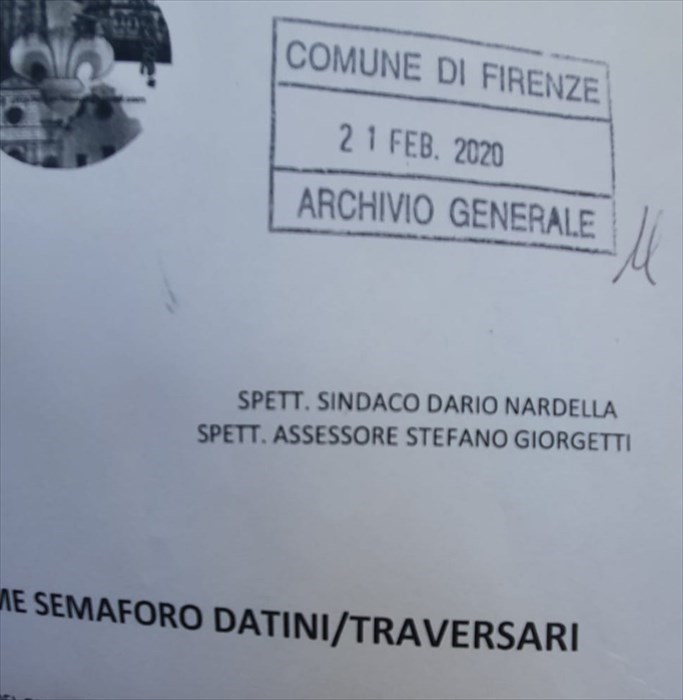 COMUNE DI FIRENZE
21 FEB. 2020
ARCHIVIO GENERALE
SPETT. SINDACO DARIO NARDELLA
SPETT. ASSESSORE STEFANO GIORGETTI
ME SEMAFORO DATINI/TRAVERSARI